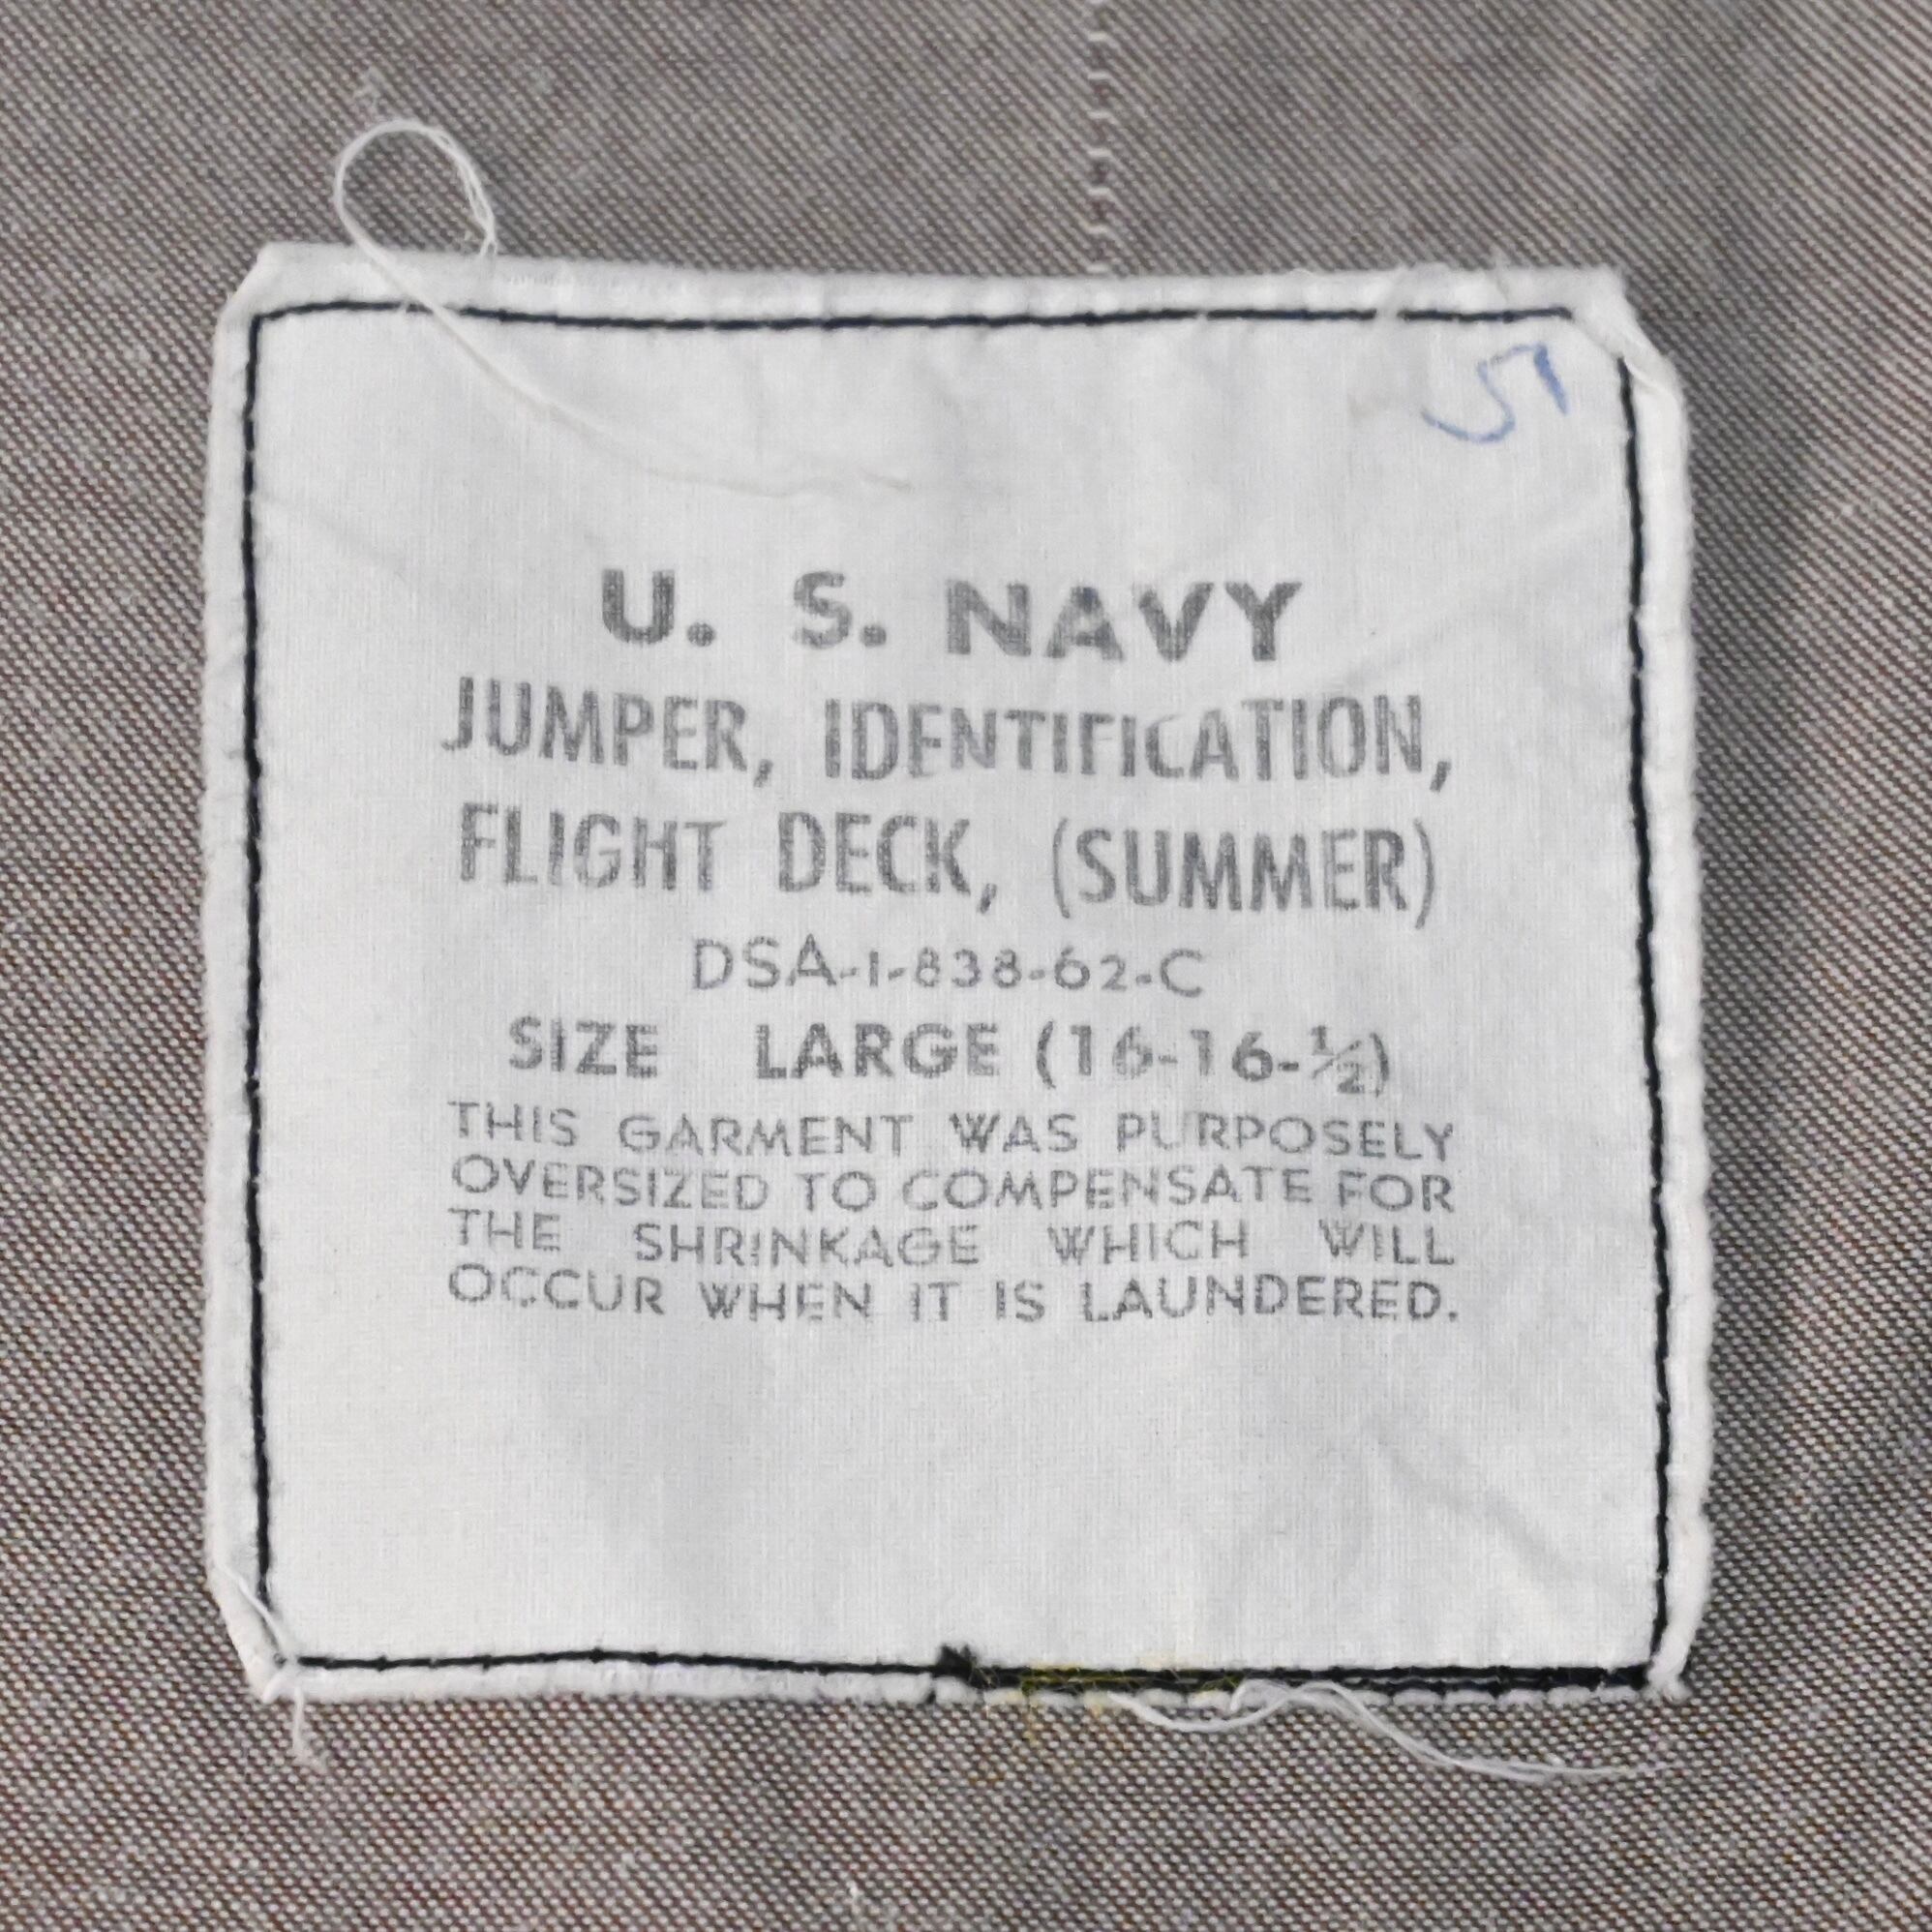 U. S. NAVY
JUMPER, IDENTIFICATION,
FLIGHT DECK, (SUMMER)
DSA-1-838-62-C
SIZE LARGE (16-16-½)
THIS GARMENT WAS PURPOSELY
OVERSIZED TO COMPENSATE FOR
THE SHRINKAGE WHICH WILL
OCCUR WHEN IT IS LAUNDERED.